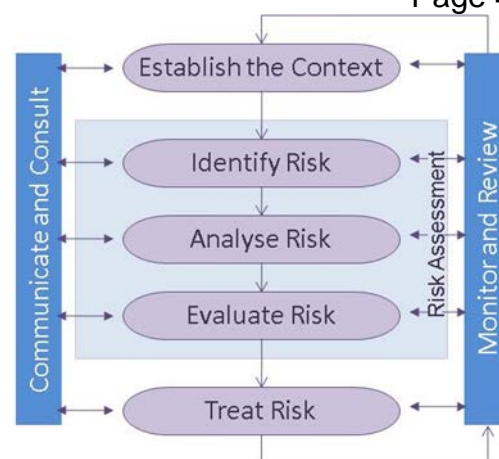 Page
Establish the Context
Communicate and Consult
Identify Risk
Analyse Risk
Evaluate Risk
Risk Assessment
Monitor and Review
Treat Risk